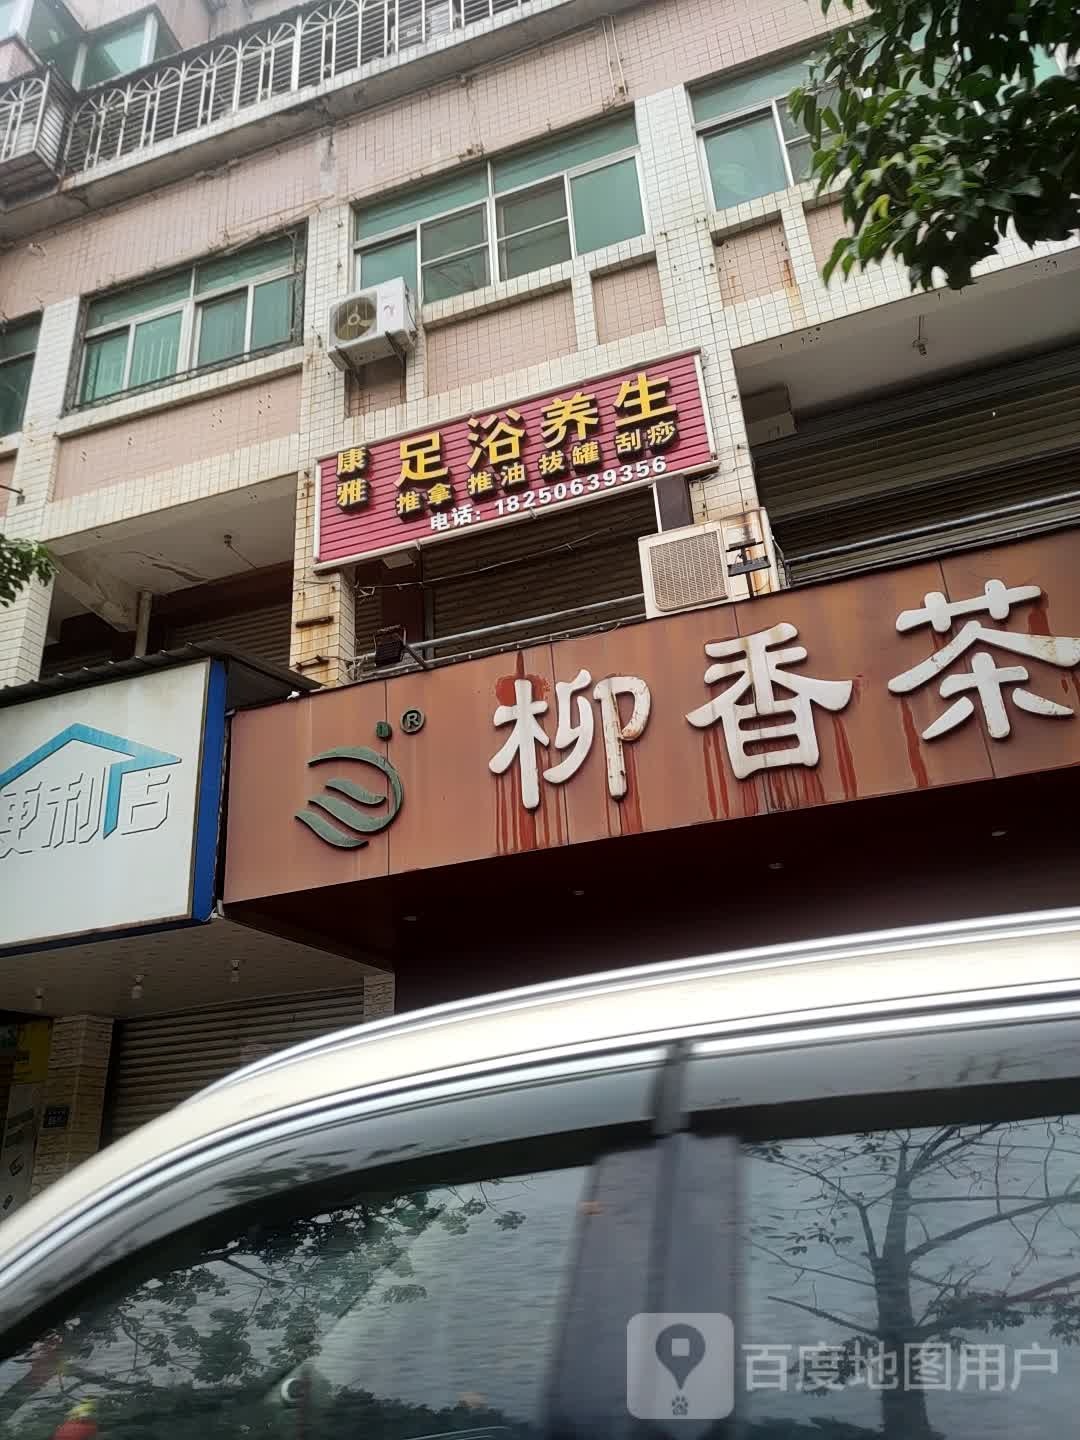 康雅
足浴养生
推拿 推油 拔罐 刮痧
电话：18250639356
®
柳香茶
便利店
百度地图用户